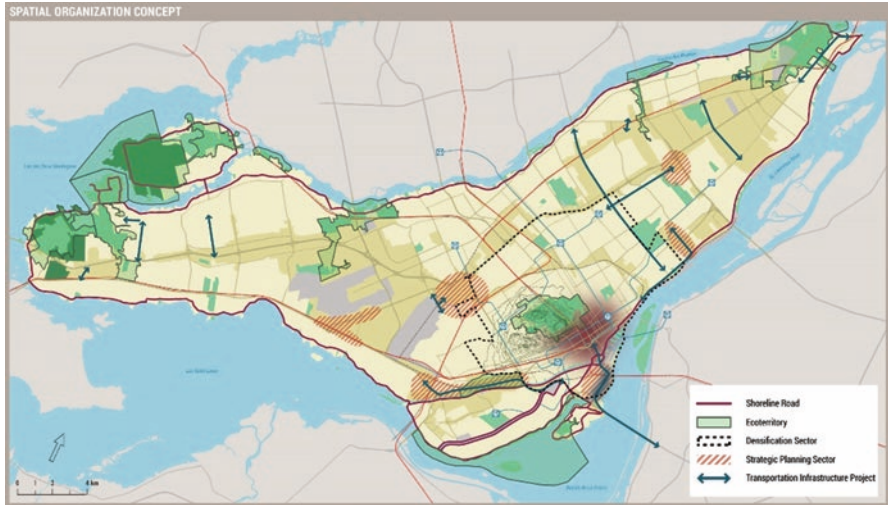 SPATIAL ORGANIZATION CONCEPT
Shoreline Road
Ecoterritory
Densification Sector
Strategic Planning Sector
Transportation Infrastructure Project
0 1 2 4 km